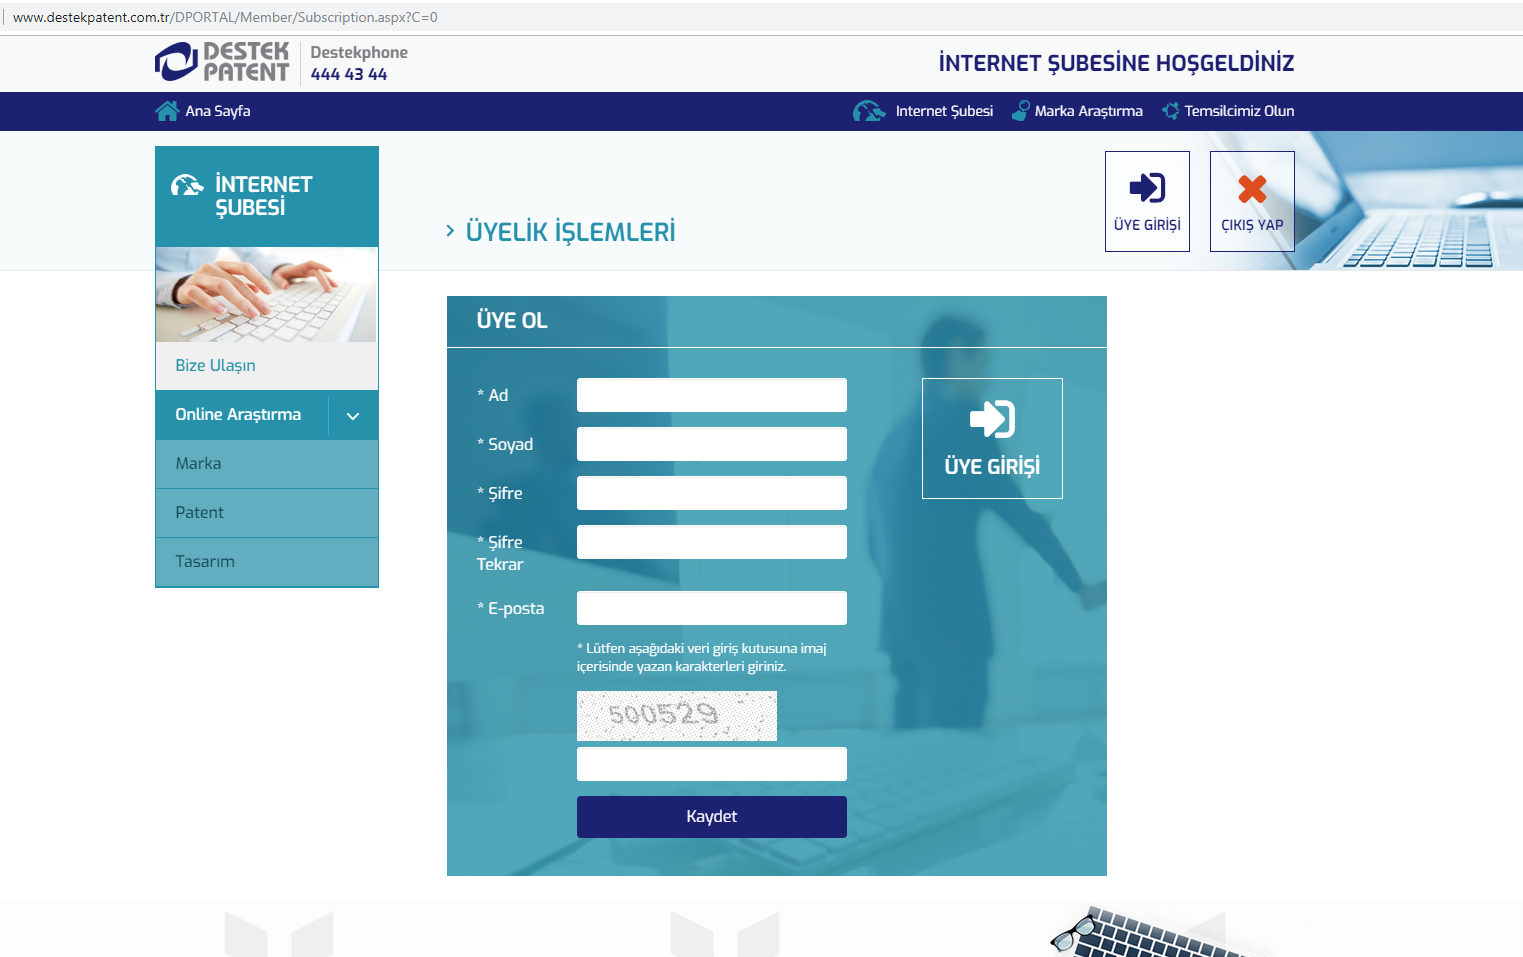 www.destekpatent.com.tr/DPORTAL/Member/Subscription.aspx?C=0
DESTEK
PATENT
Destekphone
444 43 44
İNTERNET ŞUBESİNE HOŞGELDİNİZ
Ana Sayfa
Internet Şubesi
Marka Araştırma
Temsilcimiz Olun
İNTERNET
ŞUBESİ
ÜYELİK İŞLEMLERİ
ÜYE GİRİŞİ
ÇIKIŞ YAP
Bize Ulaşın
Online Araştırma
Marka
Patent
Tasarım
ÜYE OL
* Ad
* Soyad
* Şifre
* Şifre
Tekrar
* E-posta
* Lütfen aşağıdaki veri giriş kutusuna imaj
içerisinde yazan karakterleri giriniz.
500529
Kaydet
ÜYE GİRİŞİ